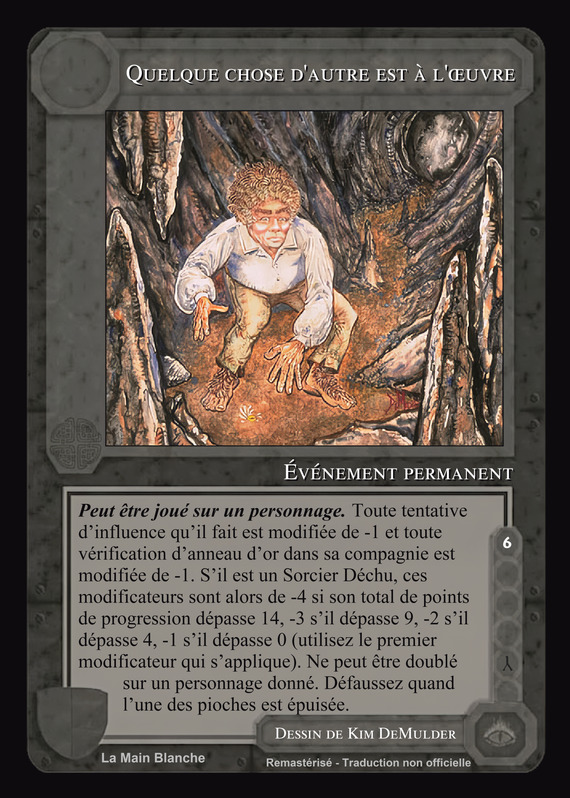 Quelque chose d'autre est à l'œuvre
Événement permanent
Peut être joué sur un personnage. Toute tentative
d'influence qu'il fait est modifiée de -1 et toute
vérification d'anneau d'or dans sa compagnie est
modifiée de -1. S'il est un Sorcier Déchu, ces
modificateurs sont alors de -4 si son total de points
de progression dépasse 14, -3 s'il dépasse 9, -2 s'il
dépasse 4, -1 s'il dépasse 0 (utilisez le premier
modificateur qui s'applique). Ne peut être doublé
sur un personnage donné. Défaussez quand
l'une des pioches est épuisée.
6
Dessin de Kim DeMulder
La Main Blanche
Remastérisé - Traduction non officielle